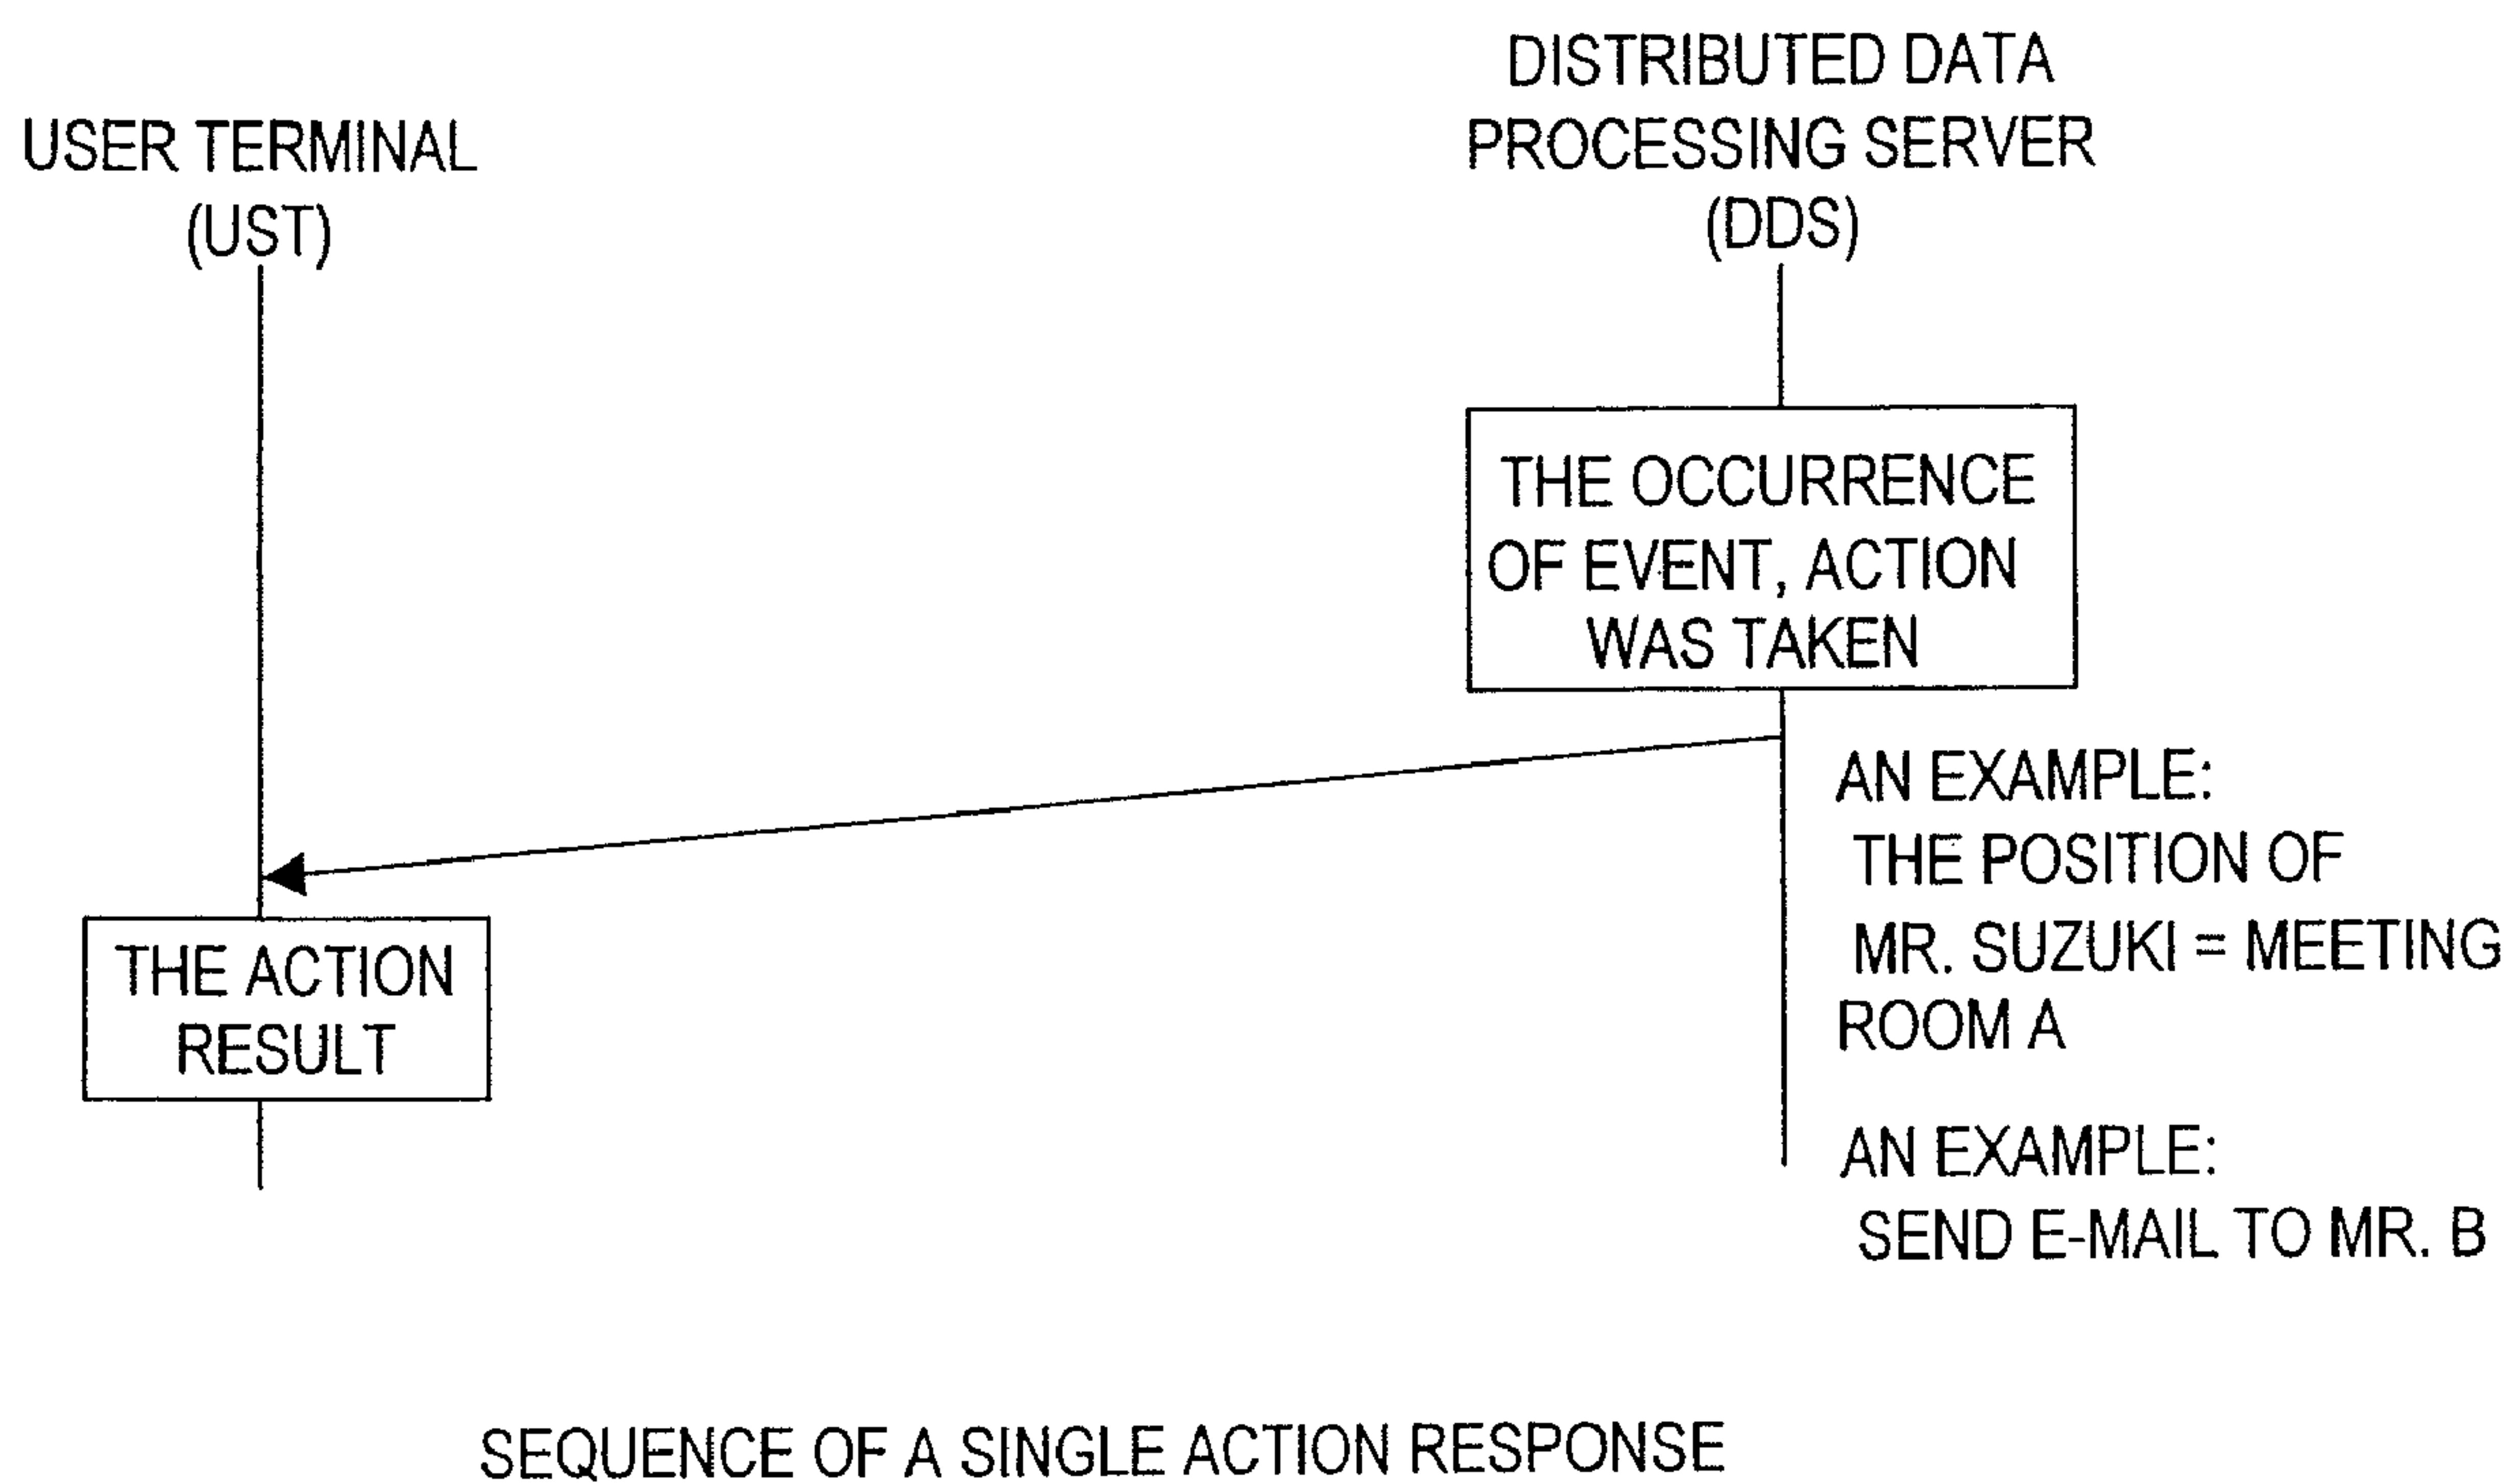 USER TERMINAL
(UST)
DISTRIBUTED DATA
PROCESSING SERVER
(DDS)
THE OCCURRENCE
OF EVENT, ACTION
WAS TAKEN
AN EXAMPLE:
THE POSITION OF
MR. SUZUKI = MEETING
ROOM A
THE ACTION
RESULT
AN EXAMPLE:
SEND E-MAIL TO MR. B
SEQUENCE OF A SINGLE ACTION RESPONSE